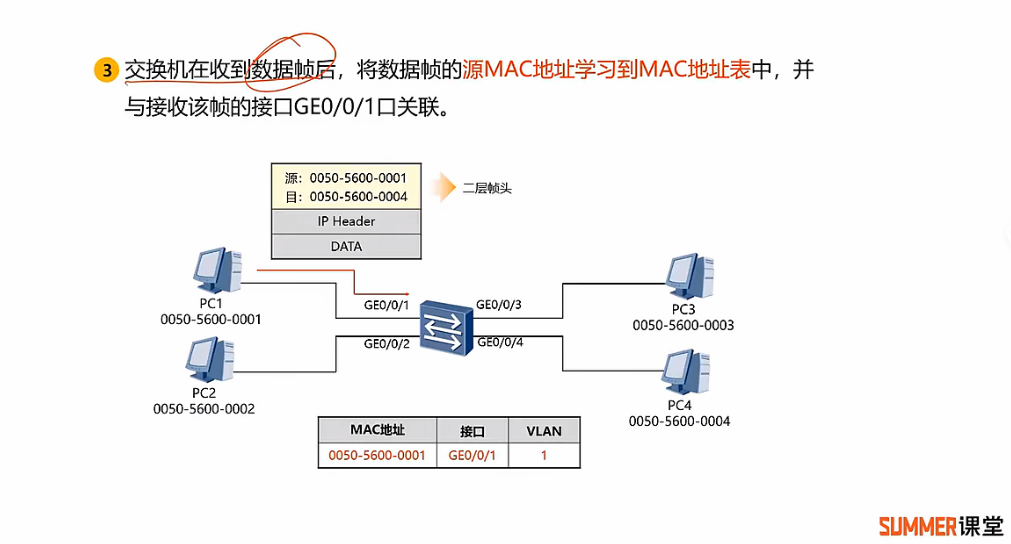 3 交换机在收到数据帧后，将数据帧的源MAC地址学习到MAC地址表中，并
与接收该帧的接口GE0/0/1口关联。
源：0050-5600-0001
目：0050-5600-0004
二层帧头
IP Header
DATA
PC1
0050-5600-0001
GE0/0/1
GE0/0/3
PC3
0050-5600-0003
GE0/0/2
GE0/0/4
PC2
0050-5600-0002
PC4
0050-5600-0004
MAC地址 接口 VLAN
0050-5600-0001 GE0/0/1 1
SUMMER课堂